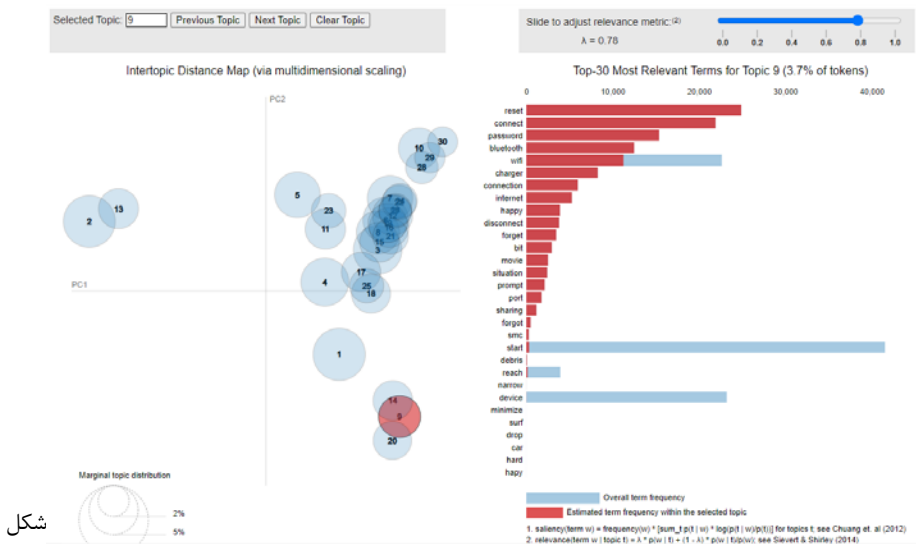 Selected Topic: 9 Previous Topic Next Topic Clear Topic
Slide to adjust relevance metric:(2)
λ = 0.78
0.0 0.2 0.4 0.6 0.8 1.0
Intertopic Distance Map (via multidimensional scaling)
PC2
PC1
2
13
5
23
11
4
1
17
25
18
10
30
29
28
7
15
3
14
9
20
Marginal topic distribution
2%
5%
Top-30 Most Relevant Terms for Topic 9 (3.7% of tokens)
0 10,000 20,000 30,000 40,000
reset
connect
password
bluetooth
wifi
charger
connection
internet
happy
disconnect
forget
bit
movie
situation
prompt
port
sharing
forgot
smc
start
debris
reach
narrow
device
minimize
surf
drop
car
hard
hapy
Overall term frequency
Estimated term frequency within the selected topic
1. saliency(term w) = frequency(w) * [sum_t p(t | w) * log(p(t | w)/p(t))] for topics t; see Chuang et. al (2012)
2. relevance(term w | topic t) = λ * p(w | t) + (1 - λ) * p(w | t)/p(w); see Sievert & Shirley (2014)
شکل